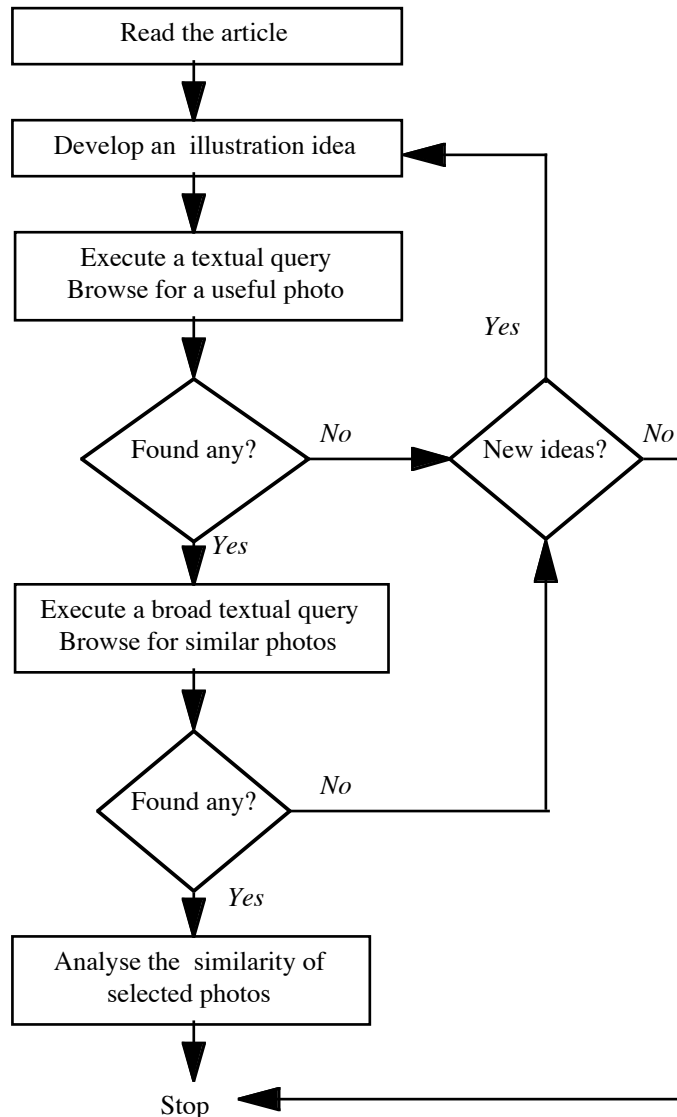 Read the article
Develop an illustration idea
Execute a textual query
Browse for a useful photo
Yes
Found any?
No
New ideas?
No
Yes
Execute a broad textual query
Browse for similar photos
Found any?
No
Yes
Analyse the similarity of
selected photos
Stop